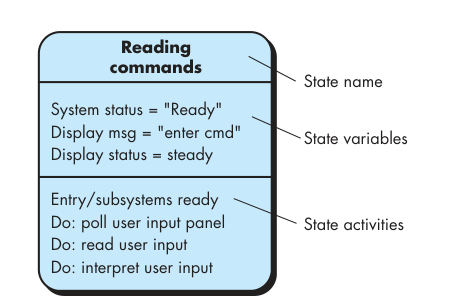 Reading
commands
State name
System status = "Ready"
Display msg = "enter cmd"
Display status = steady
State variables
Entry/subsystems ready
Do: poll user input panel
Do: read user input
Do: interpret user input
State activities